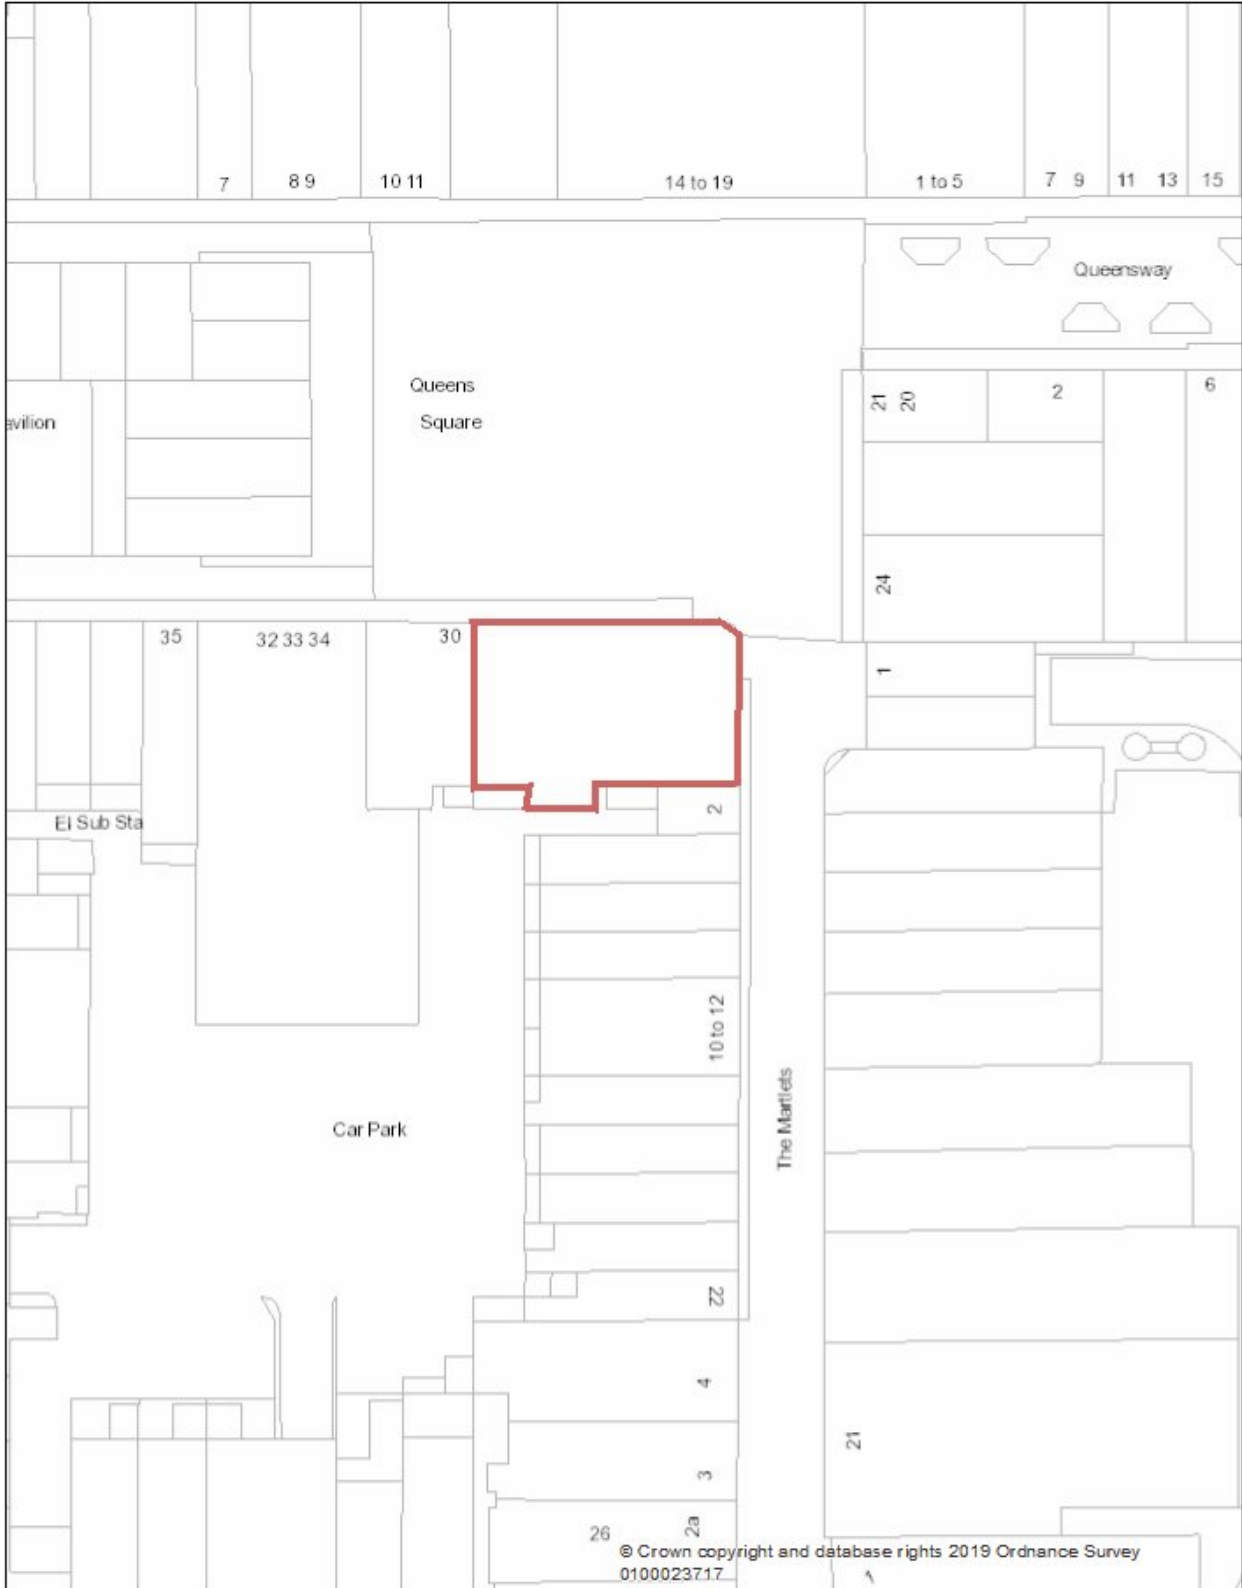 7
8 9
10 11
14 to 19
1 to 5
7 9
11 13 15
Queensway
Queens
Square
avilion
21
20
2
6
24
35
32 33 34
30
1
2
El Sub Sta
10 to 12
Car Park
The Martlets
22
4
21
3
26
2a
© Crown copyright and database rights 2019 Ordnance Survey
0100023717
1